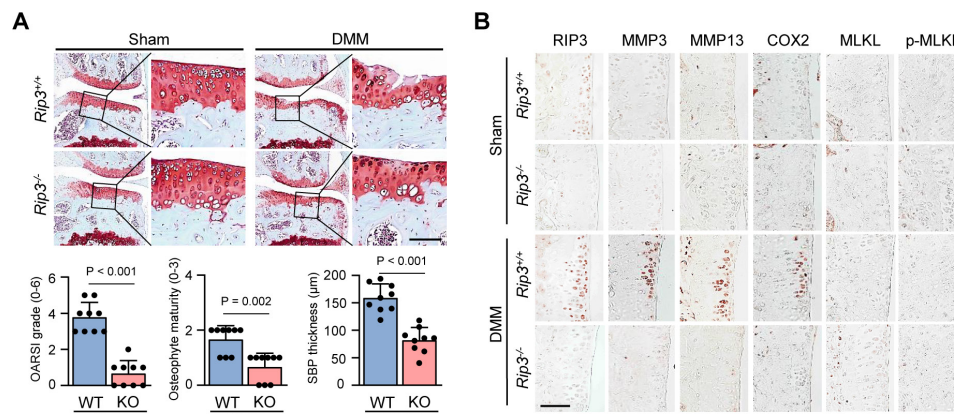 A
Sham DMM
Rip3+/+
Rip3-/-
OARSI grade (0-6)
6
4
2
0
P < 0.001
WT KO
Osteophyte maturity (0-3)
4
2
0
P = 0.002
WT KO
SBP thickness (µm)
200
150
100
50
0
P < 0.001
WT KO
B
RIP3 MMP3 MMP13 COX2 MLKL p-MLKL
Sham
Rip3+/+
Rip3-/-
DMM
Rip3+/+
Rip3-/-